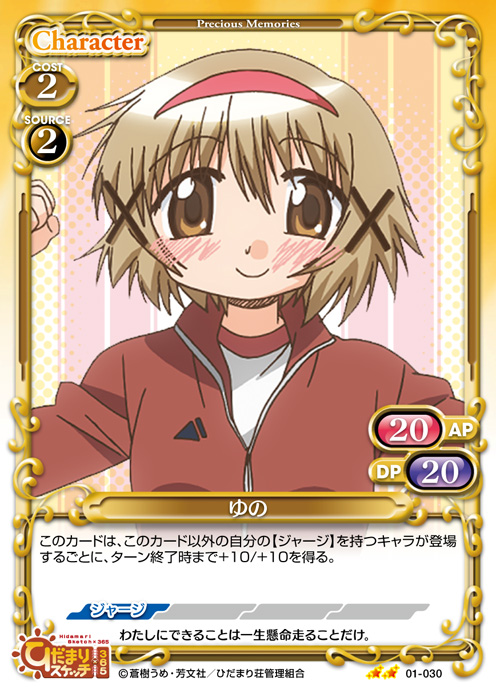 Precious Memories
Character
COST
2
SOURCE
2
20 AP
DP 20
ゆの
このカードは、このカード以外の自分の【ジャージ】を持つキャラが登場
するごとに、ターン終了時まで+10/+10を得る。
ジャージ
わたしにできることは一生懸命走ることだけ。
Hidamari
Sketch×365
ひだまり
スケッチ
×365
©蒼樹うめ・芳文社/ひだまり荘管理組合
01-030